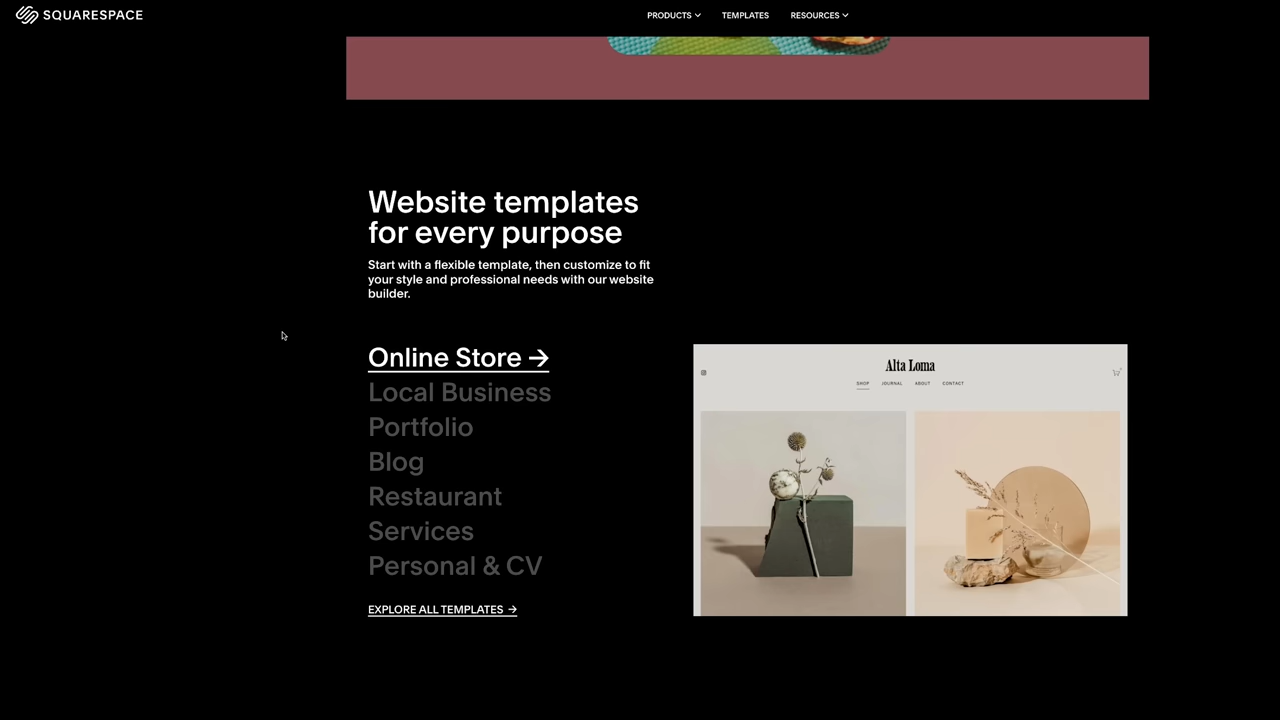 SQUARESPACE
PRODUCTS
TEMPLATES
RESOURCES
Website templates
for every purpose
Start with a flexible template, then customize to fit
your style and professional needs with our website
builder.
Online Store →
Local Business
Portfolio
Blog
Restaurant
Services
Personal & CV
EXPLORE ALL TEMPLATES →
Alta Loma
SHOP
JOURNAL
ABOUT
CONTACT